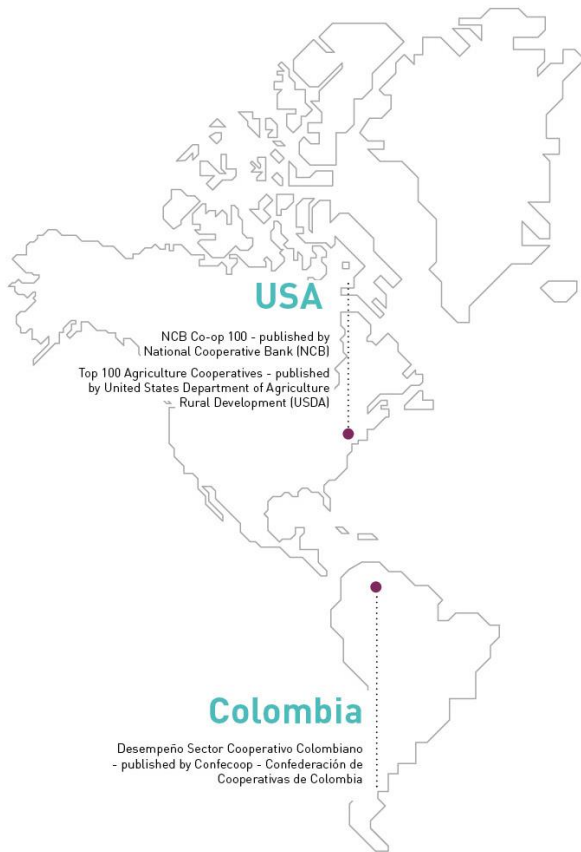 USA
NCB Co-op 100 - published by
National Cooperative Bank (NCB)
Top 100 Agriculture Cooperatives - published
by United States Department of Agriculture
Rural Development (USDA)
Colombia
Desempeño Sector Cooperativo Colombiano
- published by Confecoop - Confederación de
Cooperativas de Colombia